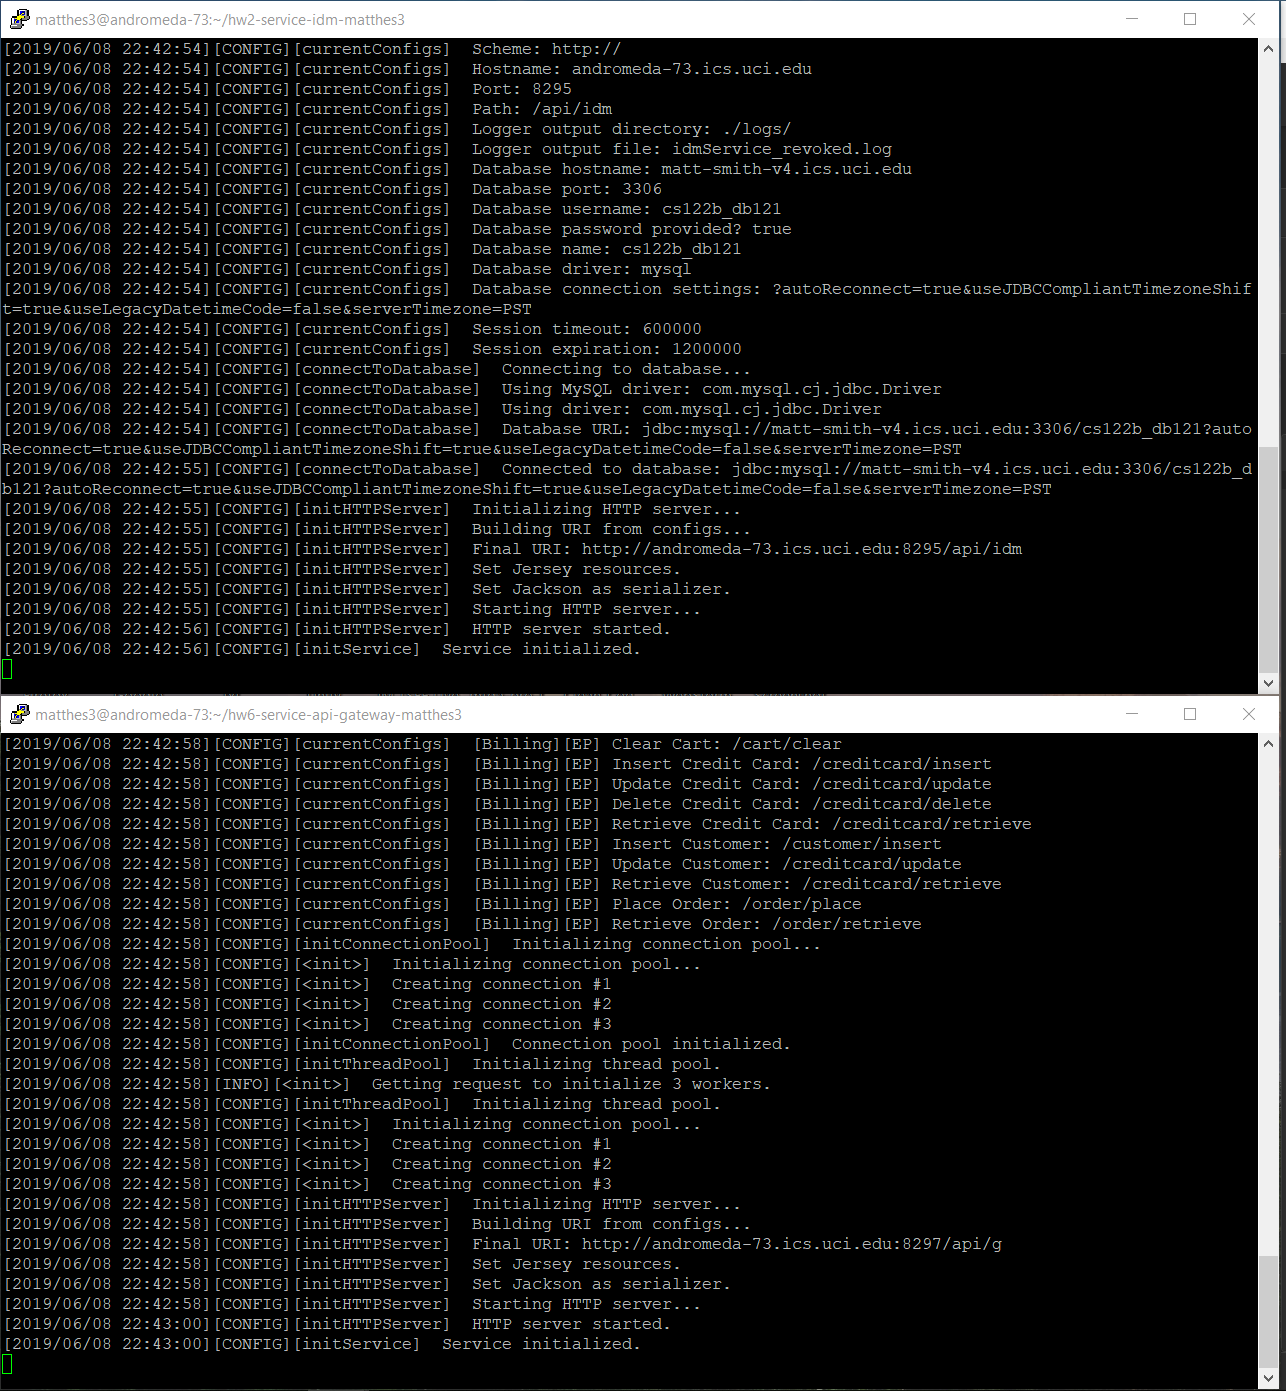 matthes3@andromeda-73:~/hw2-service-idm-matthes3
[2019/06/08 22:42:54][CONFIG][currentConfigs]  Scheme: http://
[2019/06/08 22:42:54][CONFIG][currentConfigs]  Hostname: andromeda-73.ics.uci.edu
[2019/06/08 22:42:54][CONFIG][currentConfigs]  Port: 8295
[2019/06/08 22:42:54][CONFIG][currentConfigs]  Path: /api/idm
[2019/06/08 22:42:54][CONFIG][currentConfigs]  Logger output directory: ./logs/
[2019/06/08 22:42:54][CONFIG][currentConfigs]  Logger output file: idmService_revoked.log
[2019/06/08 22:42:54][CONFIG][currentConfigs]  Database hostname: matt-smith-v4.ics.uci.edu
[2019/06/08 22:42:54][CONFIG][currentConfigs]  Database port: 3306
[2019/06/08 22:42:54][CONFIG][currentConfigs]  Database username: cs122b_db121
[2019/06/08 22:42:54][CONFIG][currentConfigs]  Database password provided? true
[2019/06/08 22:42:54][CONFIG][currentConfigs]  Database name: cs122b_db121
[2019/06/08 22:42:54][CONFIG][currentConfigs]  Database driver: mysql
[2019/06/08 22:42:54][CONFIG][currentConfigs]  Database connection settings: ?autoReconnect=true&useJDBCCompliantTimezoneShif
t=true&useLegacyDatetimeCode=false&serverTimezone=PST
[2019/06/08 22:42:54][CONFIG][currentConfigs]  Session timeout: 600000
[2019/06/08 22:42:54][CONFIG][currentConfigs]  Session expiration: 1200000
[2019/06/08 22:42:54][CONFIG][connectToDatabase]  Connecting to database...
[2019/06/08 22:42:54][CONFIG][connectToDatabase]  Using MySQL driver: com.mysql.cj.jdbc.Driver
[2019/06/08 22:42:54][CONFIG][connectToDatabase]  Using driver: com.mysql.cj.jdbc.Driver
[2019/06/08 22:42:54][CONFIG][connectToDatabase]  Database URL: jdbc:mysql://matt-smith-v4.ics.uci.edu:3306/cs122b_db121?auto
Reconnect=true&useJDBCCompliantTimezoneShift=true&useLegacyDatetimeCode=false&serverTimezone=PST
[2019/06/08 22:42:55][CONFIG][connectToDatabase]  Connected to database: jdbc:mysql://matt-smith-v4.ics.uci.edu:3306/cs122b_d
b121?autoReconnect=true&useJDBCCompliantTimezoneShift=true&useLegacyDatetimeCode=false&serverTimezone=PST
[2019/06/08 22:42:55][CONFIG][initHTTPServer]  Initializing HTTP server...
[2019/06/08 22:42:55][CONFIG][initHTTPServer]  Building URI from configs...
[2019/06/08 22:42:55][CONFIG][initHTTPServer]  Final URI: http://andromeda-73.ics.uci.edu:8295/api/idm
[2019/06/08 22:42:55][CONFIG][initHTTPServer]  Set Jersey resources.
[2019/06/08 22:42:55][CONFIG][initHTTPServer]  Set Jackson as serializer.
[2019/06/08 22:42:55][CONFIG][initHTTPServer]  Starting HTTP server...
[2019/06/08 22:42:56][CONFIG][initHTTPServer]  HTTP server started.
[2019/06/08 22:42:56][CONFIG][initService]  Service initialized.
matthes3@andromeda-73:~/hw6-service-api-gateway-matthes3
[2019/06/08 22:42:58][CONFIG][currentConfigs]  [Billing][EP] Clear Cart: /cart/clear
[2019/06/08 22:42:58][CONFIG][currentConfigs]  [Billing][EP] Insert Credit Card: /creditcard/insert
[2019/06/08 22:42:58][CONFIG][currentConfigs]  [Billing][EP] Update Credit Card: /creditcard/update
[2019/06/08 22:42:58][CONFIG][currentConfigs]  [Billing][EP] Delete Credit Card: /creditcard/delete
[2019/06/08 22:42:58][CONFIG][currentConfigs]  [Billing][EP] Retrieve Credit Card: /creditcard/retrieve
[2019/06/08 22:42:58][CONFIG][currentConfigs]  [Billing][EP] Insert Customer: /customer/insert
[2019/06/08 22:42:58][CONFIG][currentConfigs]  [Billing][EP] Update Customer: /creditcard/update
[2019/06/08 22:42:58][CONFIG][currentConfigs]  [Billing][EP] Retrieve Customer: /creditcard/retrieve
[2019/06/08 22:42:58][CONFIG][currentConfigs]  [Billing][EP] Place Order: /order/place
[2019/06/08 22:42:58][CONFIG][currentConfigs]  [Billing][EP] Retrieve Order: /order/retrieve
[2019/06/08 22:42:58][CONFIG][initConnectionPool]  Initializing connection pool...
[2019/06/08 22:42:58][CONFIG][<init>]  Initializing connection pool...
[2019/06/08 22:42:58][CONFIG][<init>]  Creating connection #1
[2019/06/08 22:42:58][CONFIG][<init>]  Creating connection #2
[2019/06/08 22:42:58][CONFIG][<init>]  Creating connection #3
[2019/06/08 22:42:58][CONFIG][initConnectionPool]  Connection pool initialized.
[2019/06/08 22:42:58][CONFIG][initThreadPool]  Initializing thread pool.
[2019/06/08 22:42:58][INFO][<init>]  Getting request to initialize 3 workers.
[2019/06/08 22:42:58][CONFIG][initThreadPool]  Initializing thread pool.
[2019/06/08 22:42:58][CONFIG][<init>]  Initializing connection pool...
[2019/06/08 22:42:58][CONFIG][<init>]  Creating connection #1
[2019/06/08 22:42:58][CONFIG][<init>]  Creating connection #2
[2019/06/08 22:42:58][CONFIG][<init>]  Creating connection #3
[2019/06/08 22:42:58][CONFIG][initHTTPServer]  Initializing HTTP server...
[2019/06/08 22:42:58][CONFIG][initHTTPServer]  Building URI from configs...
[2019/06/08 22:42:58][CONFIG][initHTTPServer]  Final URI: http://andromeda-73.ics.uci.edu:8297/api/g
[2019/06/08 22:42:58][CONFIG][initHTTPServer]  Set Jersey resources.
[2019/06/08 22:42:58][CONFIG][initHTTPServer]  Set Jackson as serializer.
[2019/06/08 22:42:58][CONFIG][initHTTPServer]  Starting HTTP server...
[2019/06/08 22:43:00][CONFIG][initHTTPServer]  HTTP server started.
[2019/06/08 22:43:00][CONFIG][initService]  Service initialized.